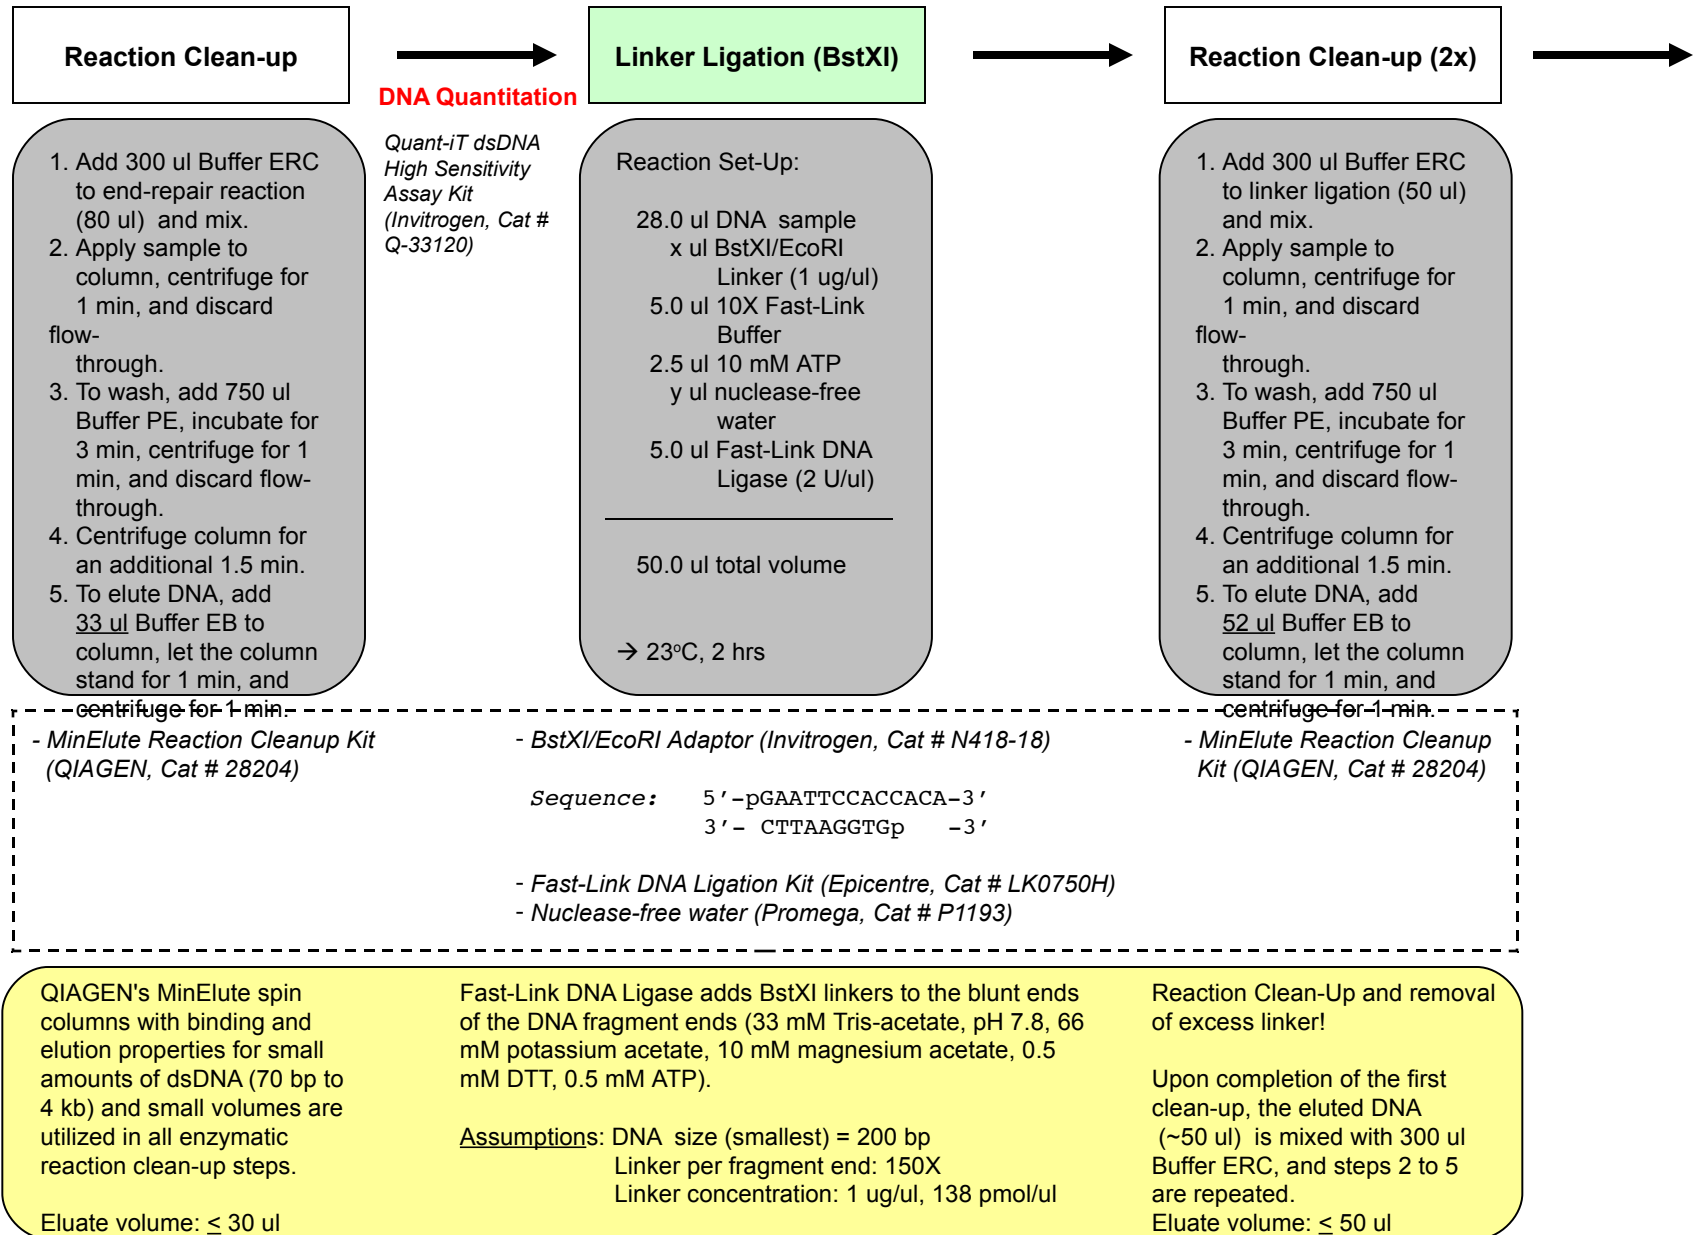 Reaction Clean-up
DNA Quantitation
Linker Ligation (BstXI)
Reaction Clean-up (2x)
1. Add 300 ul Buffer ERC
to end-repair reaction
(80 ul) and mix.
2. Apply sample to
column, centrifuge for
1 min, and discard
flow-
through.
3. To wash, add 750 ul
Buffer PE, incubate for
3 min, centrifuge for 1
min, and discard flow-
through.
4. Centrifuge column for
an additional 1.5 min.
5. To elute DNA, add
33 ul Buffer EB to
column, let the column
stand for 1 min, and
centrifuge for 1 min.
Quant-iT dsDNA
High Sensitivity
Assay Kit
(Invitrogen, Cat #
Q-33120)
Reaction Set-Up:
28.0 ul DNA sample
x ul BstXI/EcoRI
Linker (1 ug/ul)
5.0 ul 10X Fast-Link
Buffer
2.5 ul 10 mM ATP
y ul nuclease-free
water
5.0 ul Fast-Link DNA
Ligase (2 U/ul)
50.0 ul total volume
→ 23°C, 2 hrs
1. Add 300 ul Buffer ERC
to linker ligation (50 ul)
and mix.
2. Apply sample to
column, centrifuge for
1 min, and discard
flow-
through.
3. To wash, add 750 ul
Buffer PE, incubate for
3 min, centrifuge for 1
min, and discard flow-
through.
4. Centrifuge column for
an additional 1.5 min.
5. To elute DNA, add
52 ul Buffer EB to
column, let the column
stand for 1 min, and
centrifuge for 1 min.
- MinElute Reaction Cleanup Kit
(QIAGEN, Cat # 28204)
- BstXI/EcoRI Adaptor (Invitrogen, Cat # N418-18)
Sequence: 5′-pGAATTCCACCACA-3′
3′- CTTAAGGTGp -3′
- Fast-Link DNA Ligation Kit (Epicentre, Cat # LK0750H)
- Nuclease-free water (Promega, Cat # P1193)
- MinElute Reaction Cleanup
Kit (QIAGEN, Cat # 28204)
QIAGEN's MinElute spin
columns with binding and
elution properties for small
amounts of dsDNA (70 bp to
4 kb) and small volumes are
utilized in all enzymatic
reaction clean-up steps.
Eluate volume: ≤ 30 ul
Fast-Link DNA Ligase adds BstXI linkers to the blunt ends
of the DNA fragment ends (33 mM Tris-acetate, pH 7.8, 66
mM potassium acetate, 10 mM magnesium acetate, 0.5
mM DTT, 0.5 mM ATP).
Assumptions: DNA size (smallest) = 200 bp
Linker per fragment end: 150X
Linker concentration: 1 ug/ul, 138 pmol/ul
Reaction Clean-Up and removal
of excess linker!
Upon completion of the first
clean-up, the eluted DNA
(~50 ul) is mixed with 300 ul
Buffer ERC, and steps 2 to 5
are repeated.
Eluate volume: ≤ 50 ul